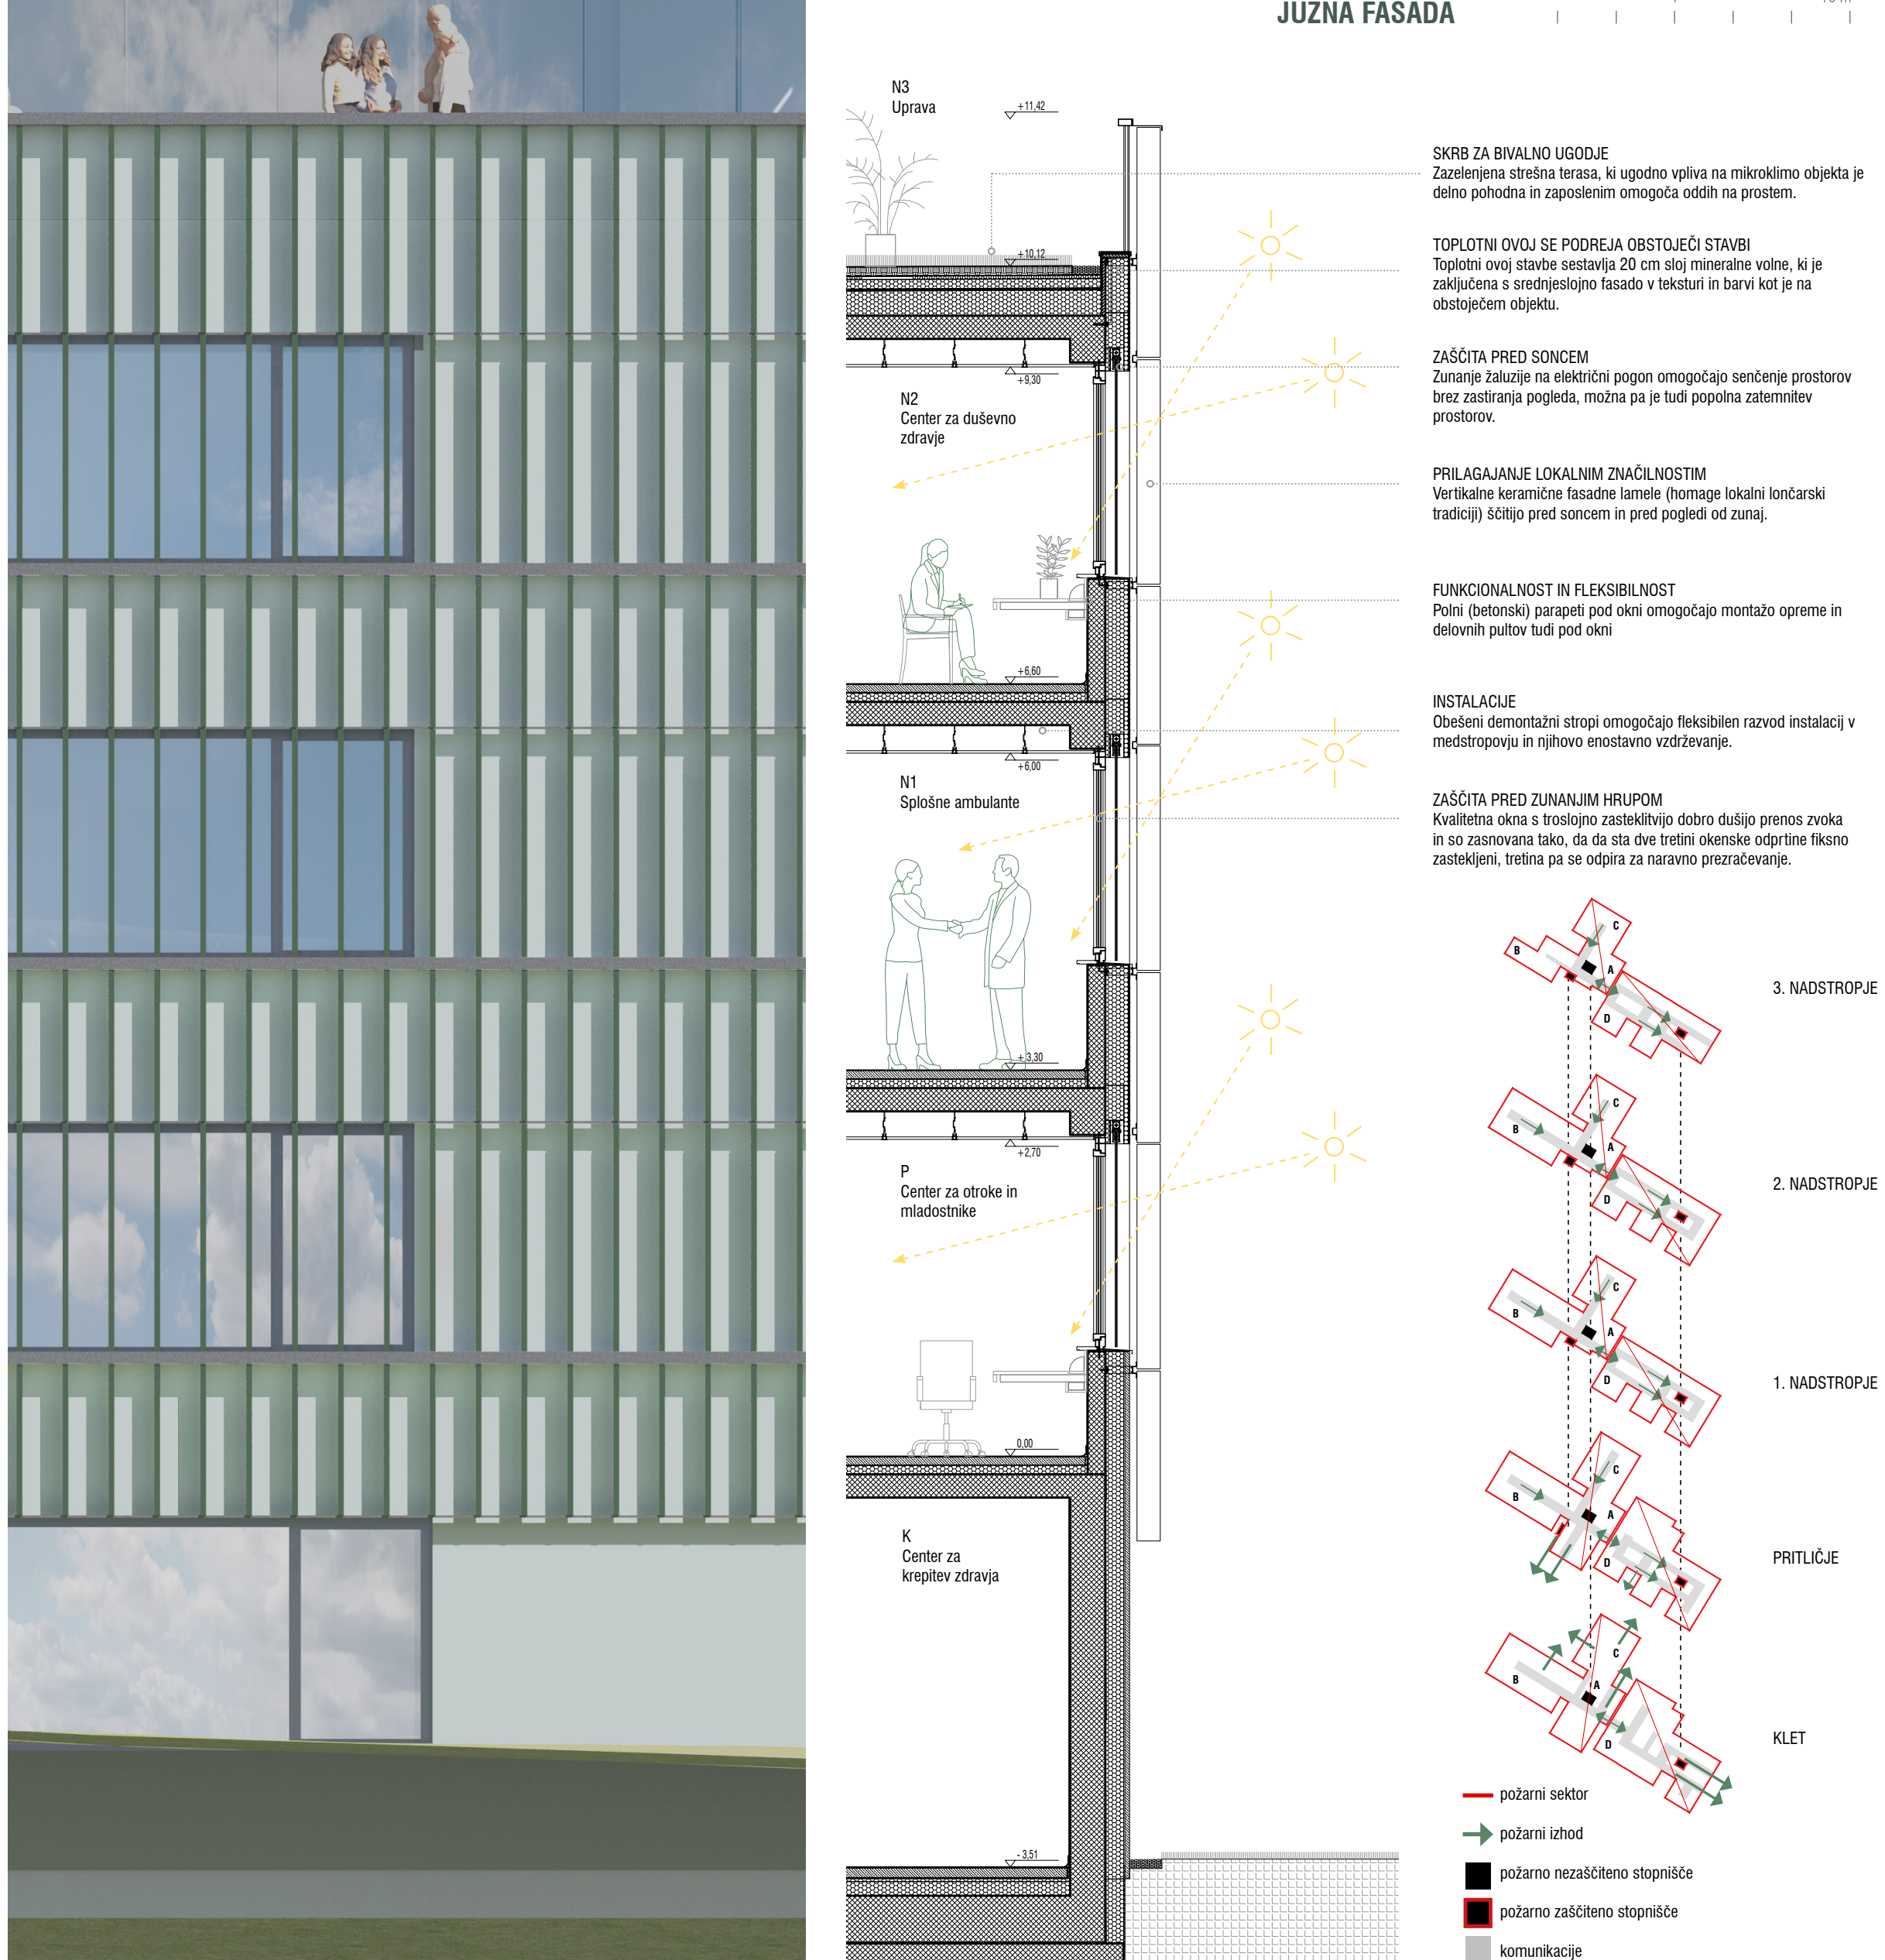 JUŽNA FASADA
N3
Uprava
+11,42
+10,12
+9,30
N2
Center za duševno
zdravje
+6,60
+6,00
N1
Splošne ambulante
+3,30
+2,70
P
Center za otroke in
mladostnike
0,00
K
Center za
krepitev zdravja
- 3,51
SKRB ZA BIVALNO UGODJE
Zazelenjena strešna terasa, ki ugodno vpliva na mikroklimo objekta je
delno pohodna in zaposlenim omogoča oddih na prostem.
TOPLOTNI OVOJ SE PODREJA OBSTOJEČI STAVBI
Toplotni ovoj stavbe sestavlja 20 cm sloj mineralne volne, ki je
zaključena s srednjeslojno fasado v teksturi in barvi kot je na
obstoječem objektu.
ZAŠČITA PRED SONCEM
Zunanje žaluzije na električni pogon omogočajo senčenje prostorov
brez zastiranja pogleda, možna pa je tudi popolna zatemnitev
prostorov.
PRILAGAJANJE LOKALNIM ZNAČILNOSTIM
Vertikalne keramične fasadne lamele (homage lokalni lončarski
tradiciji) ščitijo pred soncem in pred pogledi od zunaj.
FUNKCIONALNOST IN FLEKSIBILNOST
Polni (betonski) parapeti pod okni omogočajo montažo opreme in
delovnih pultov tudi pod okni
INSTALACIJE
Obešeni demontažni stropi omogočajo fleksibilen razvod instalacij v
medstropovju in njihovo enostavno vzdrževanje.
ZAŠČITA PRED ZUNANJIM HRUPOM
Kvalitetna okna s troslojno zasteklitvijo dobro dušijo prenos zvoka
in so zasnovana tako, da da sta dve tretini okenske odprtine fiksno
zastekljeni, tretina pa se odpira za naravno prezračevanje.
C
B
A
D
3. NADSTROPJE
C
B
A
D
2. NADSTROPJE
C
B
A
D
1. NADSTROPJE
C
B
A
D
PRITLIČJE
C
B
A
D
KLET
požarni sektor
požarni izhod
požarno nezaščiteno stopnišče
požarno zaščiteno stopnišče
komunikacije